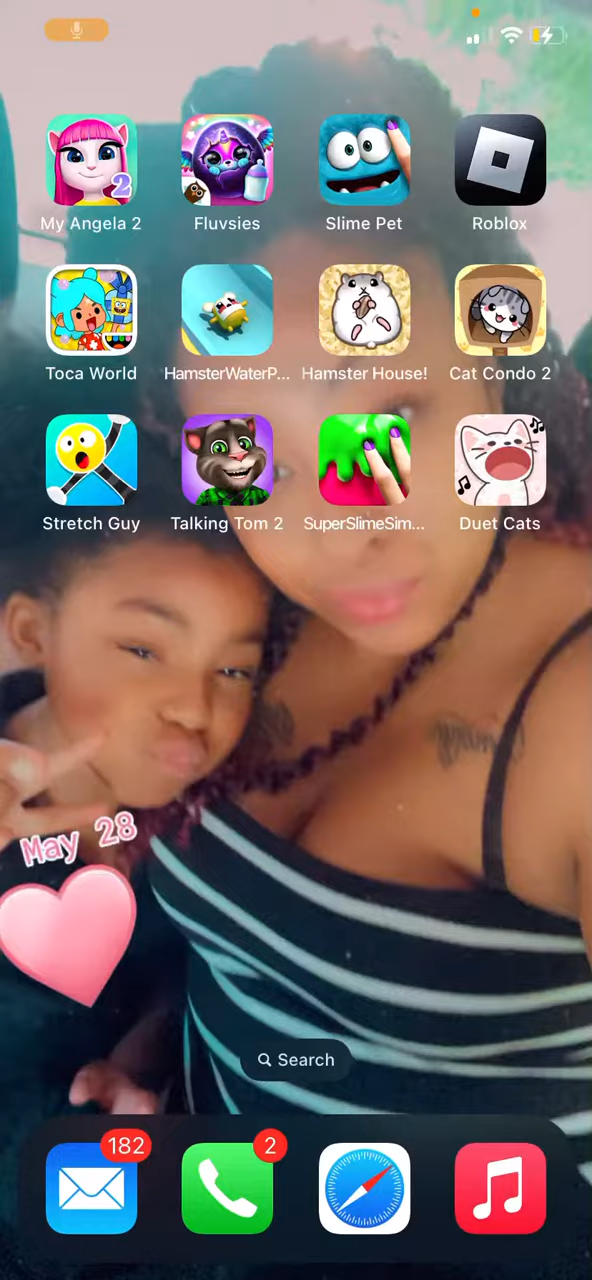 My Angela 2
Fluvsies
Slime Pet
Roblox
Toca World
HamsterWaterP...
Hamster House!
Cat Condo 2
Stretch Guy
Talking Tom 2
SuperSlimeSim...
Duet Cats
May 28
Search
182
2